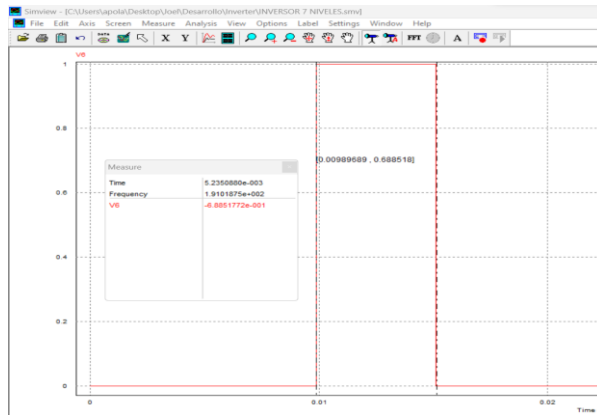 Simview - [C:\Users\apola\Desktop\Joel\Desarrollo\Inverter\INVERSOR 7 NIVELES.smv]
File Edit Axis Screen Measure Analysis View Options Label Settings Window Help
DATA X Y FFT A
V6
1
0.8
[0.00989689 , 0.688518]
Measure
Time 5.2350880e-003
Frequency 1.9101875e+002
V6 -6.8851772e-001
0.6
0.4
0.2
0
0 0.01 0.02
Time